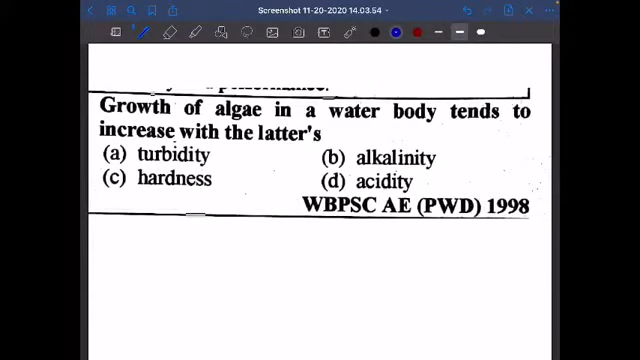 Screenshot 11-20-2020 14.03.54
Growth of algae in a water body tends to
increase with the latter's
(a) turbidity (b) alkalinity
(c) hardness (d) acidity
WBPSC AE (PWD) 1998